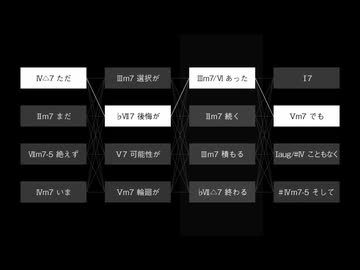 Ⅳ△7 ただ
Ⅲm7 選択が
Ⅲm7/Ⅵ あった
Ⅰ7
Ⅱm7 まだ
♭Ⅶ7 後悔が
Ⅱm7 続く
Ⅴm7 でも
Ⅶm7-5 絶えず
Ⅴ7 可能性が
Ⅲm7 積もる
Ⅱaug/#Ⅳ こともなく
Ⅳm7 いま
Ⅴm7 輪廻が
♭Ⅶ△7 終わる
#Ⅳm7-5 そして